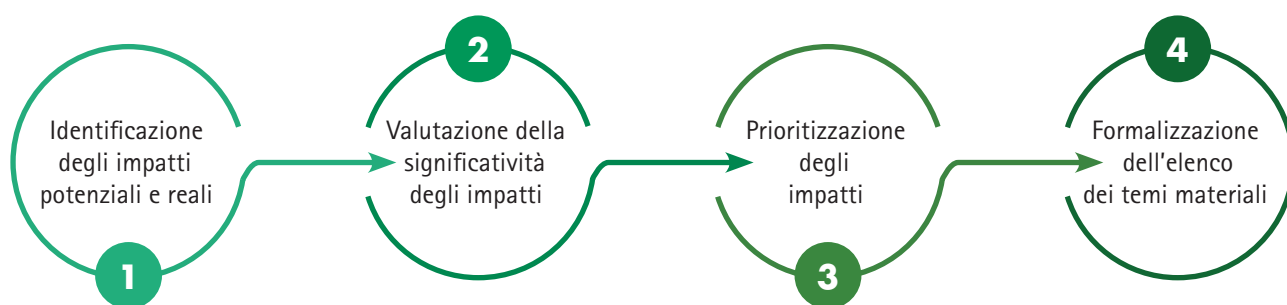 1
Identificazione
degli impatti
potenziali e reali
2
Valutazione della
significatività
degli impatti
3
Prioritizzazione
degli
impatti
4
Formalizzazione
dell'elenco
dei temi materiali